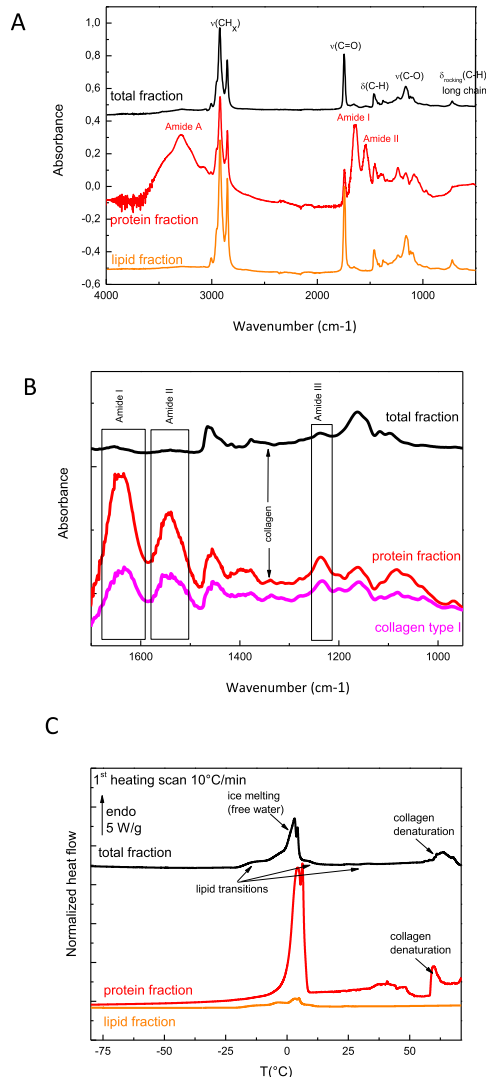 A
ν(CHX)
ν(C=O)
δ(C-H)
ν(C-O)
δrocking(C-H)
long chain
total fraction
Amide A
Amide I
Amide II
protein fraction
lipid fraction
Absorbance
1,0
0,8
0,6
0,4
0,2
0,0
-0,2
-0,4
-0,6
4000
3000
2000
1000
Wavenumber (cm-1)
B
Amide I
Amide II
Amide III
total fraction
collagen
protein fraction
collagen type I
Absorbance
1600
1400
1200
1000
Wavenumber (cm-1)
C
1st heating scan 10°C/min
endo
5 W/g
ice melting
(free water)
collagen
denaturation
total fraction
lipid transitions
collagen
denaturation
protein fraction
lipid fraction
Normalized heat flow
-75
-50
-25
0
25
50
T(°C)